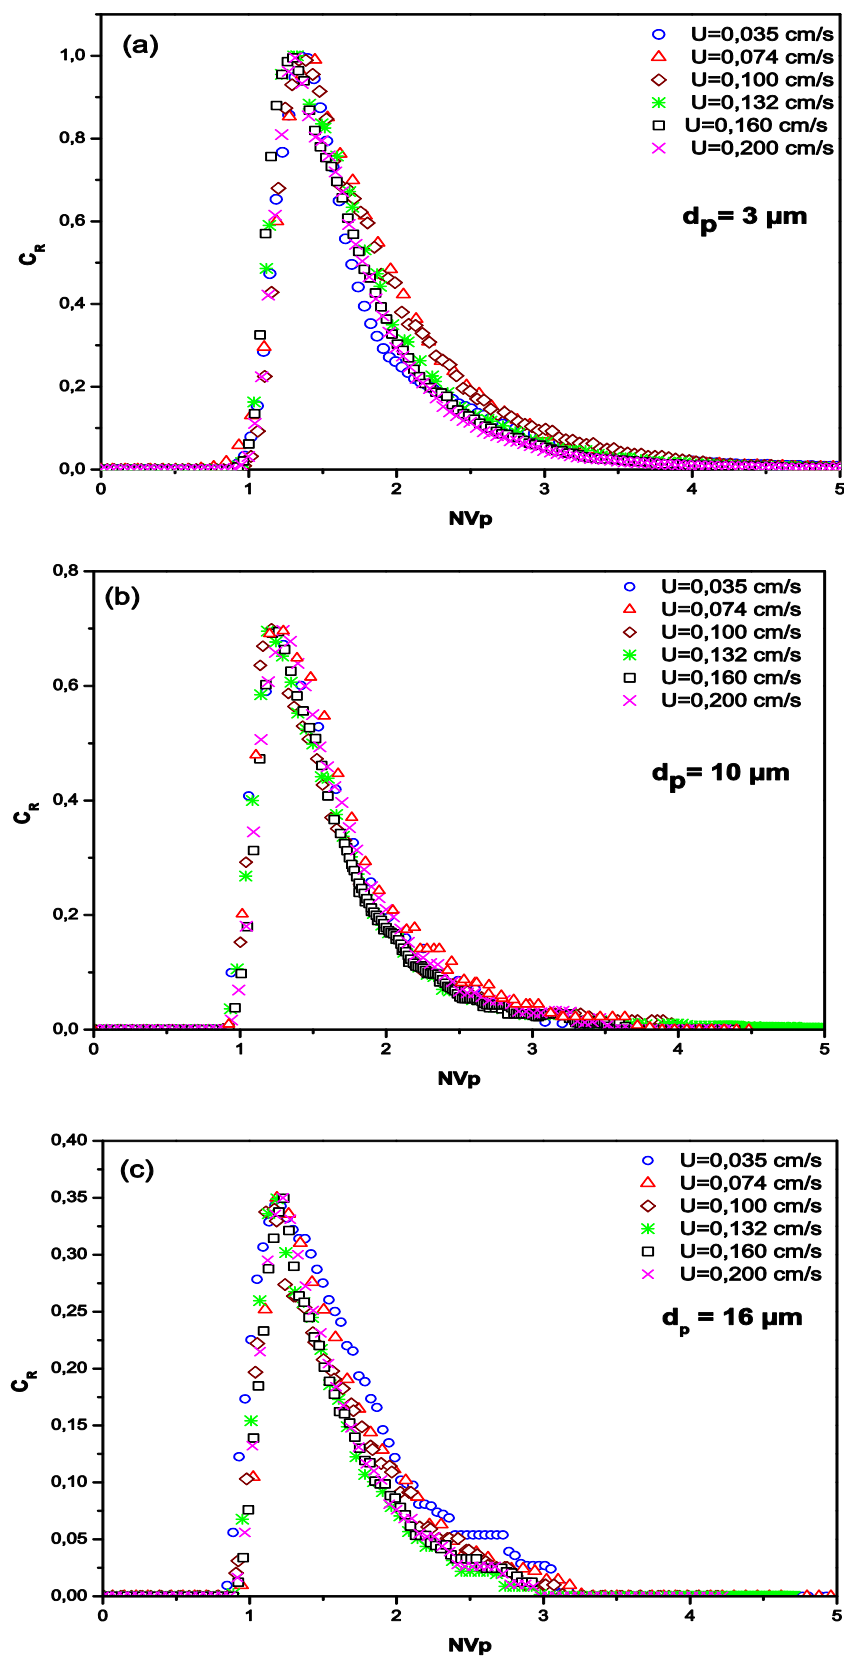 (a)
U=0,035 cm/s
U=0,074 cm/s
U=0,100 cm/s
U=0,132 cm/s
U=0,160 cm/s
U=0,200 cm/s
dp= 3 µm
1,0
0,8
0,6
0,4
0,2
0,0
CR
0 1 2 3 4 5
NVp
(b)
U=0,035 cm/s
U=0,074 cm/s
U=0,100 cm/s
U=0,132 cm/s
U=0,160 cm/s
U=0,200 cm/s
dp= 10 µm
0,8
0,6
0,4
0,2
0,0
CR
0 1 2 3 4 5
NVp
(c)
U=0,035 cm/s
U=0,074 cm/s
U=0,100 cm/s
U=0,132 cm/s
U=0,160 cm/s
U=0,200 cm/s
dp = 16 µm
0,40
0,35
0,30
0,25
0,20
0,15
0,10
0,05
0,00
CR
0 1 2 3 4 5
NVp